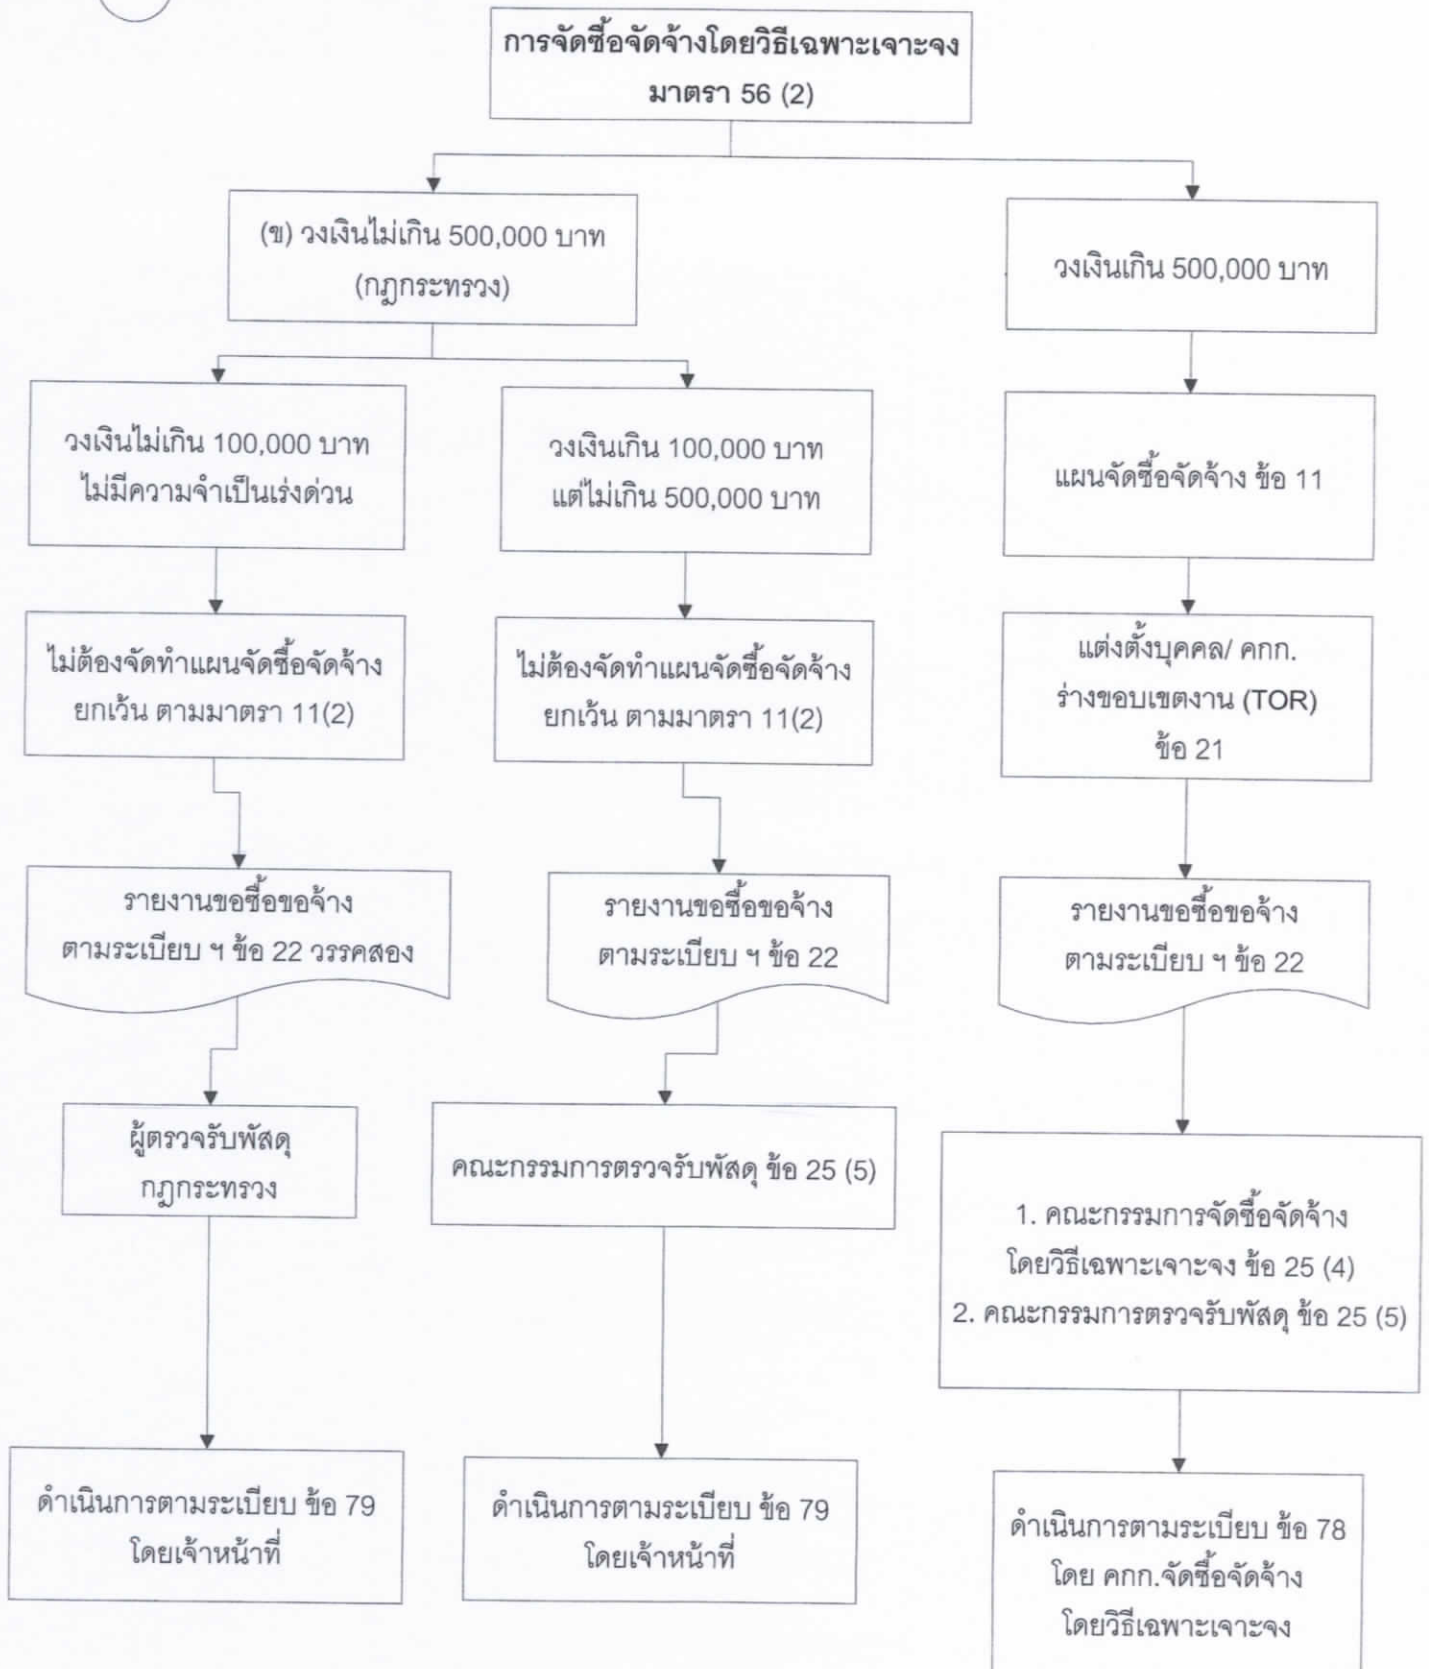 การจัดซื้อจัดจ้างโดยวิธีเฉพาะเจาะจง
มาตรา 56 (2)
(ข) วงเงินไม่เกิน 500,000 บาท
(กฎกระทรวง)
วงเงินเกิน 500,000 บาท
วงเงินไม่เกิน 100,000 บาท
ไม่มีความจำเป็นเร่งด่วน
วงเงินเกิน 100,000 บาท
แต่ไม่เกิน 500,000 บาท
แผนจัดซื้อจัดจ้าง ข้อ 11
ไม่ต้องจัดทำแผนจัดซื้อจัดจ้าง
ยกเว้น ตามมาตรา 11(2)
ไม่ต้องจัดทำแผนจัดซื้อจัดจ้าง
ยกเว้น ตามมาตรา 11(2)
แต่งตั้งบุคคล/ คกก.
ร่างขอบเขตงาน (TOR)
ข้อ 21
รายงานขอซื้อขอจ้าง
ตามระเบียบ ฯ ข้อ 22 วรรคสอง
รายงานขอซื้อขอจ้าง
ตามระเบียบ ฯ ข้อ 22
รายงานขอซื้อขอจ้าง
ตามระเบียบ ฯ ข้อ 22
ผู้ตรวจรับพัสดุ
กฎกระทรวง
คณะกรรมการตรวจรับพัสดุ ข้อ 25 (5)
1. คณะกรรมการจัดซื้อจัดจ้าง
โดยวิธีเฉพาะเจาะจง ข้อ 25 (4)
2. คณะกรรมการตรวจรับพัสดุ ข้อ 25 (5)
ดำเนินการตามระเบียบ ข้อ 79
โดยเจ้าหน้าที่
ดำเนินการตามระเบียบ ข้อ 79
โดยเจ้าหน้าที่
ดำเนินการตามระเบียบ ข้อ 78
โดย คกก.จัดซื้อจัดจ้าง
โดยวิธีเฉพาะเจาะจง